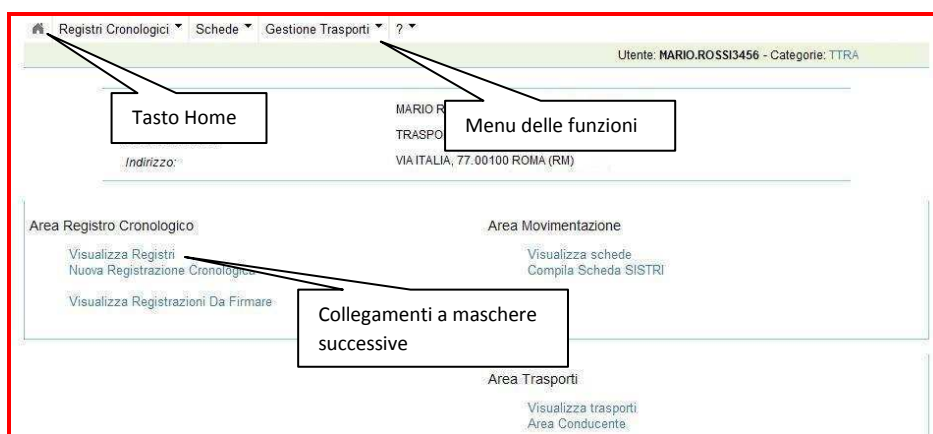 Registri Cronologici Schede Gestione Trasporti ?
Utente: MARIO.ROSSI3456 - Categorie: TTRA
Tasto Home
MARIO
Menu delle funzioni
Indirizzo:
VIA ITALIA, 77.00100 ROMA (RM)
Area Registro Cronologico
Visualizza Registri
Nuova Registrazione Cronologica
Visualizza Registrazioni Da Firmare
Collegamenti a maschere
successive
Area Movimentazione
Visualizza schede
Compila Scheda SISTRI
Area Trasporti
Visualizza trasporti
Area Conducente